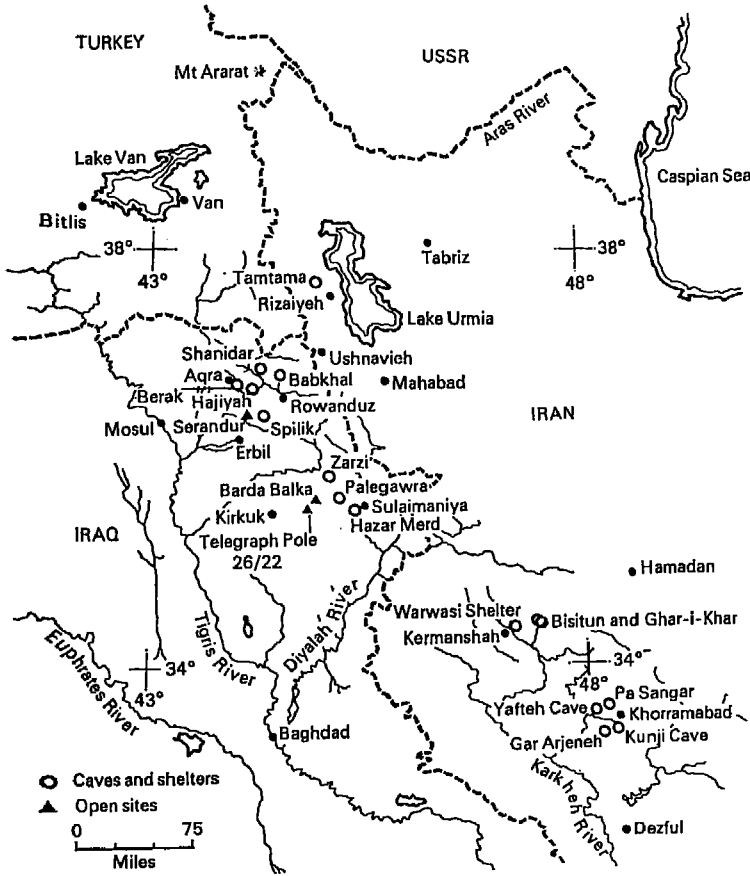 TURKEY
USSR
Mt Ararat
Aras River
Lake Van
Caspian Sea
Van
Bitlis
38°
43°
38°
48°
Tabriz
Tamtama
Rizaiyeh
Lake Urmia
Shanidar
Ushnavieh
Aqra
Babkhal
Mahabad
Berak
Hajiyah
Rowanduz
IRAN
Mosul
Serandur
Spilik
Erbil
Zarzi
Barda Balka
Palegawra
Kirkuk
Sulaimaniya
Hazar Merd
IRAQ
Telegraph Pole
26/22
Hamadan
Diyalah River
Warwasi Shelter
Bisitun and Ghar-i-Khar
Kermanshah
Tigris River
Euphrates River
34°
43°
34°
48°
Pa Sangar
Yafteh Cave
Khorramabad
Baghdad
Gar Arjeneh
Kunji Cave
Karkheh River
Caves and shelters
Open sites
0 75
Miles
Dezful